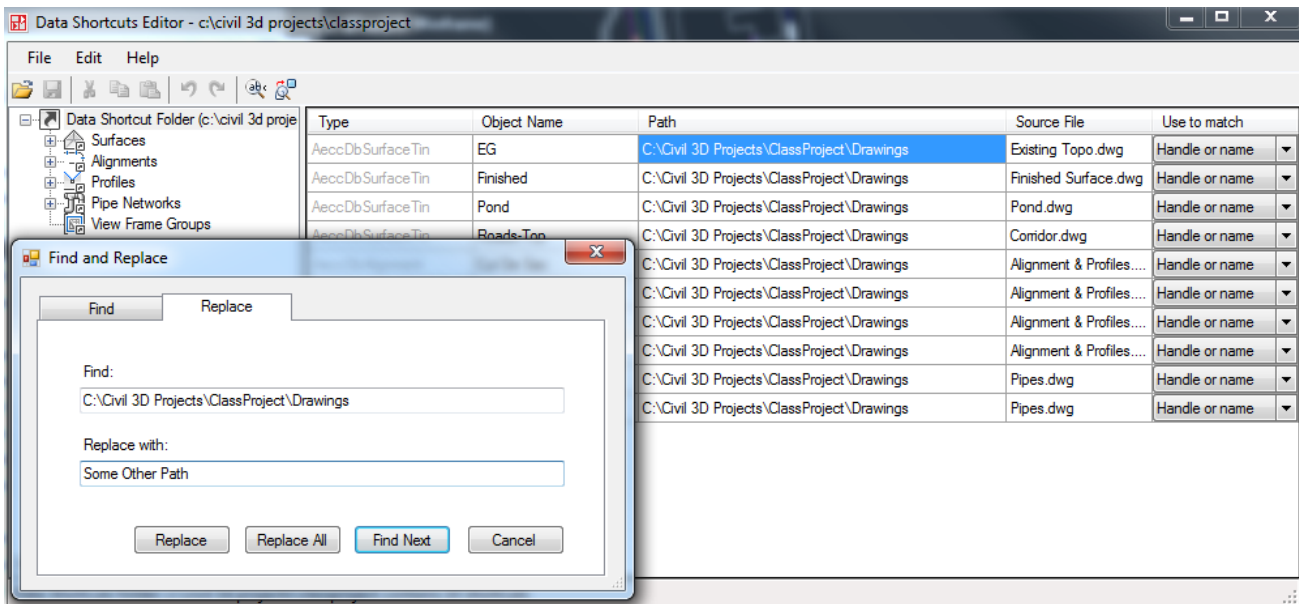 Data Shortcuts Editor - c:\civil 3d projects\classproject
File Edit Help
Data Shortcut Folder (c:\civil 3d proje
Surfaces
Alignments
Profiles
Pipe Networks
View Frame Groups
Type Object Name Path Source File Use to match
AeccDbSurfaceTin EG C:\Civil 3D Projects\ClassProject\Drawings Existing Topo.dwg Handle or name
AeccDbSurfaceTin Finished C:\Civil 3D Projects\ClassProject\Drawings Finished Surface.dwg Handle or name
AeccDbSurfaceTin Pond C:\Civil 3D Projects\ClassProject\Drawings Pond.dwg Handle or name
AeccDbSurfaceTin Roads-Top C:\Civil 3D Projects\ClassProject\Drawings Corridor.dwg Handle or name
C:\Civil 3D Projects\ClassProject\Drawings Alignment & Profiles.... Handle or name
C:\Civil 3D Projects\ClassProject\Drawings Alignment & Profiles.... Handle or name
C:\Civil 3D Projects\ClassProject\Drawings Alignment & Profiles.... Handle or name
C:\Civil 3D Projects\ClassProject\Drawings Alignment & Profiles.... Handle or name
C:\Civil 3D Projects\ClassProject\Drawings Pipes.dwg Handle or name
C:\Civil 3D Projects\ClassProject\Drawings Pipes.dwg Handle or name
Find and Replace
Find Replace
Find:
C:\Civil 3D Projects\ClassProject\Drawings
Replace with:
Some Other Path
Replace Replace All Find Next Cancel